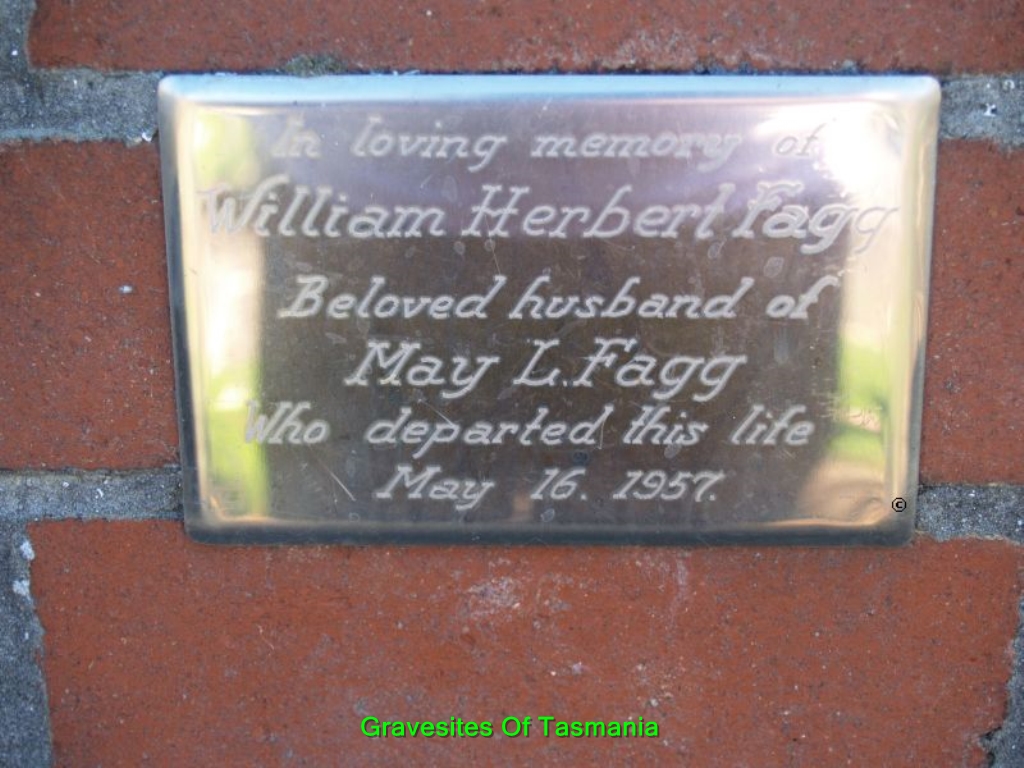 In loving memory of
William Herbert Fagg
Beloved husband of
May L. Fagg
Who departed this life
May 16. 1957.
©
Gravesites Of Tasmania